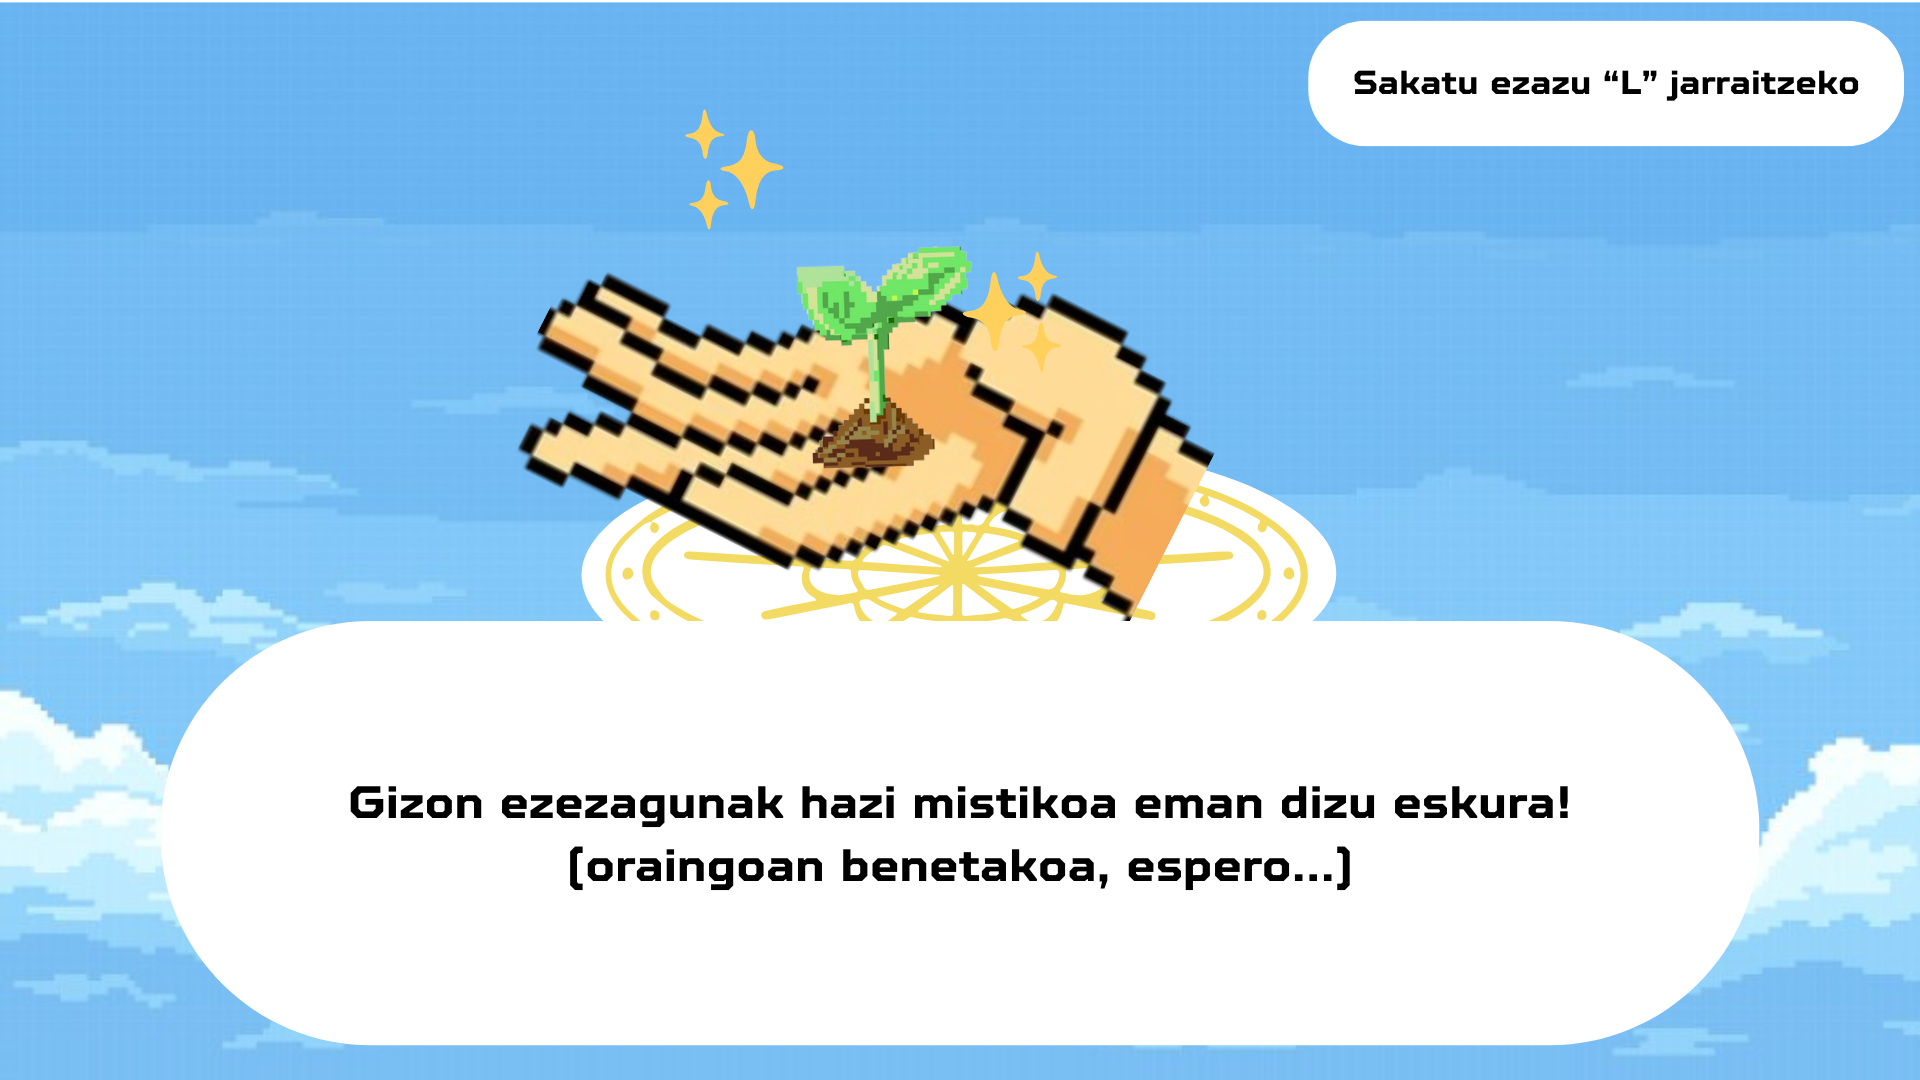 Sakatu ezazu “L” jarraitzeko
Gizon ezezagunak hazi mistikoa eman dizu eskura!
(oraingoan benetakoa, espero...)